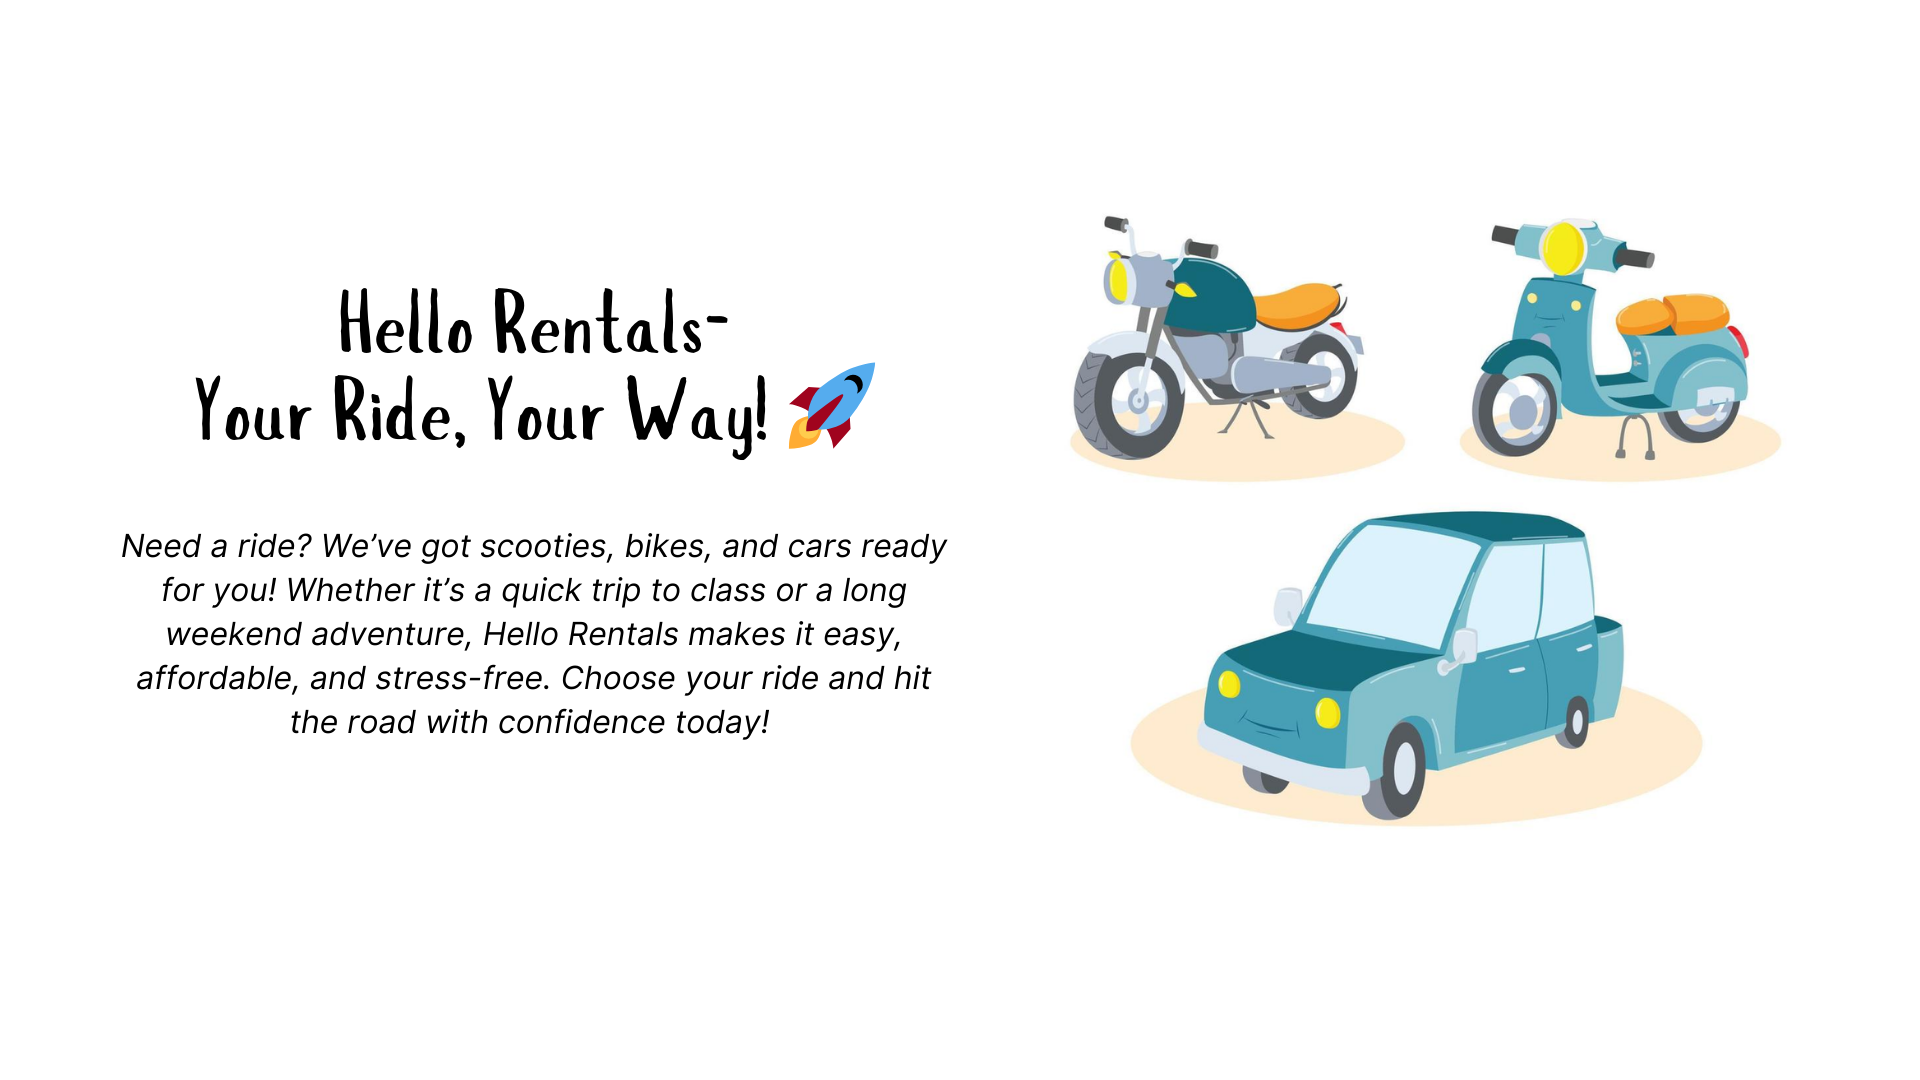 Hello Rentals-
Your Ride, Your Way! 🚀
Need a ride? We’ve got scooties, bikes, and cars ready
for you! Whether it’s a quick trip to class or a long
weekend adventure, Hello Rentals makes it easy,
affordable, and stress-free. Choose your ride and hit
the road with confidence today!